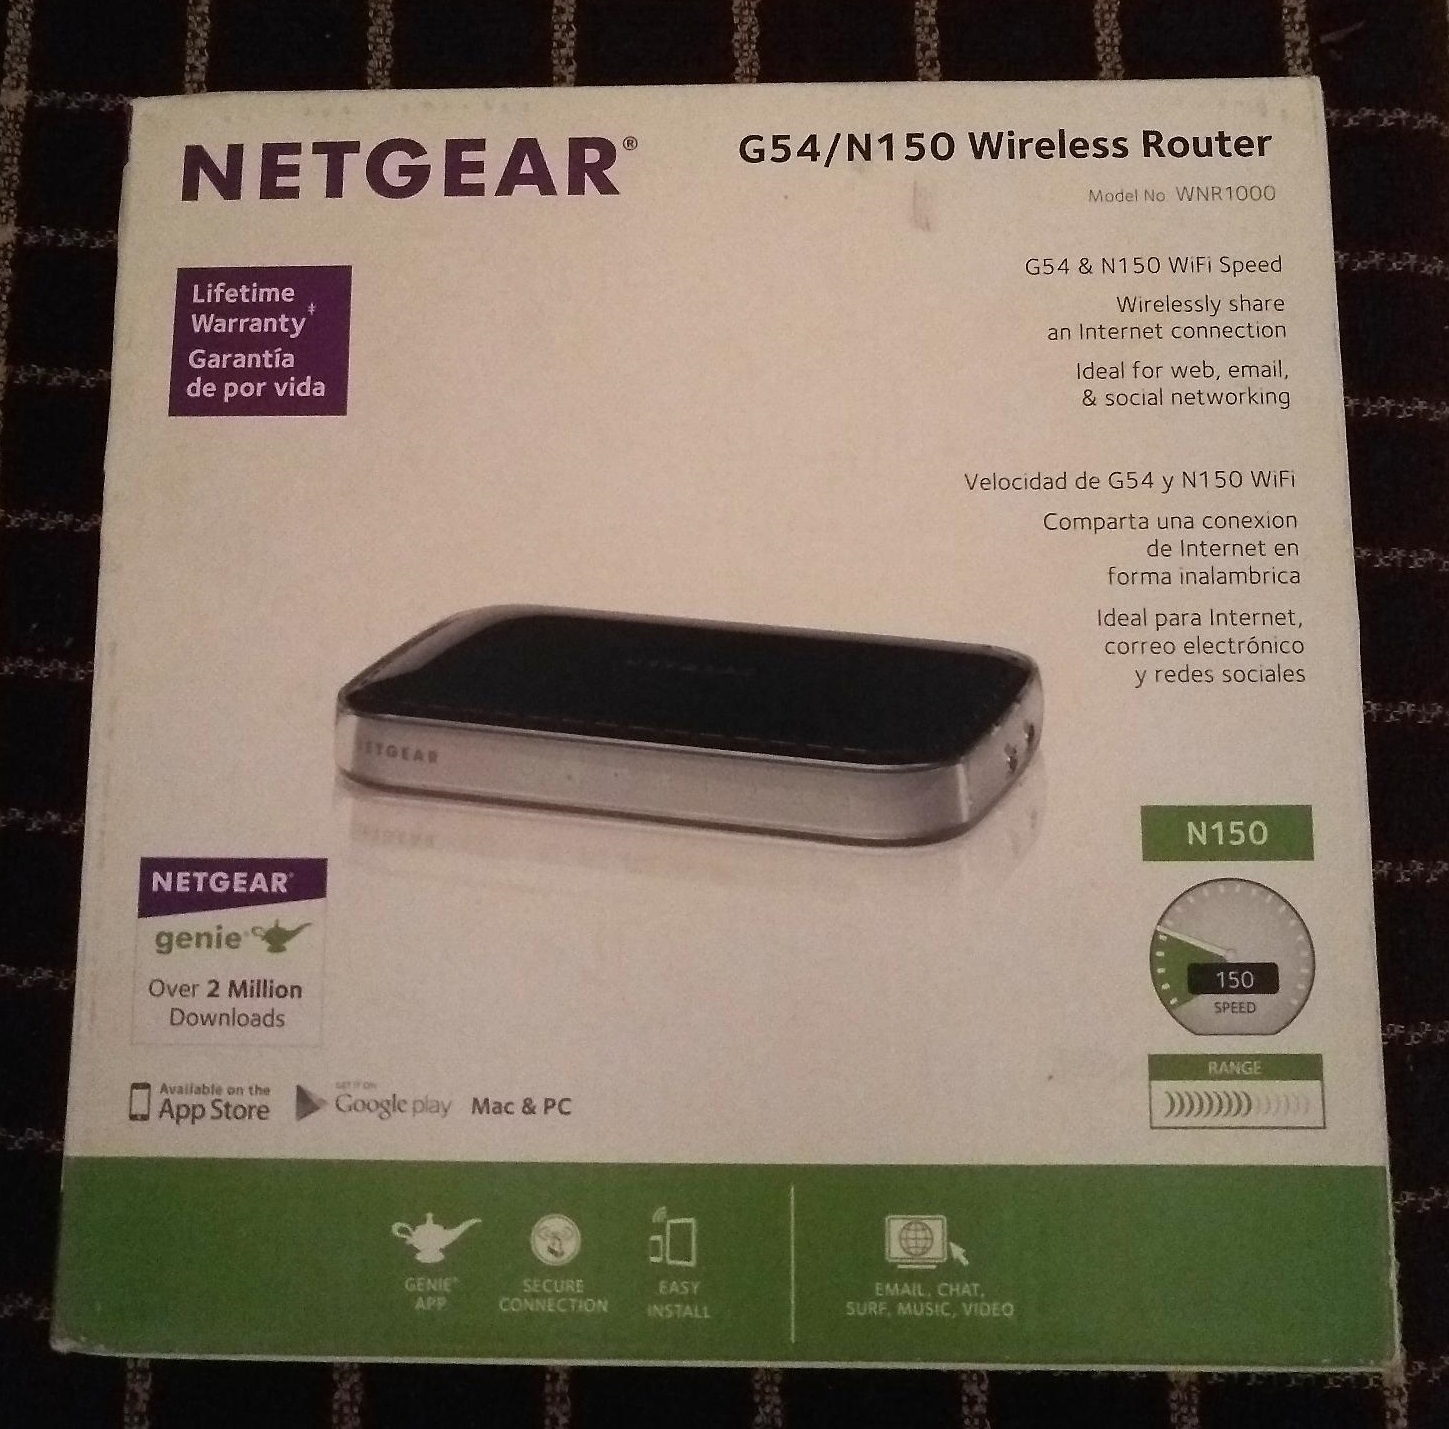 NETGEAR®
G54/N150 Wireless Router
Model No. WNR1000
Lifetime
Warranty‡
Garantía
de por vida
G54 & N150 WiFi Speed
Wirelessly share
an Internet connection
Ideal for web, email,
& social networking
Velocidad de G54 y N150 WiFi
Comparta una conexion
de Internet en
forma inalambrica
Ideal para Internet,
correo electrónico
y redes sociales
NETGEAR
NETGEAR®
genie®
Over 2 Million
Downloads
Available on the
App Store
GET IT ON
Google play
Mac & PC
N150
150
SPEED
RANGE
GENIE®
APP
SECURE
CONNECTION
EASY
INSTALL
EMAIL, CHAT,
SURF, MUSIC, VIDEO